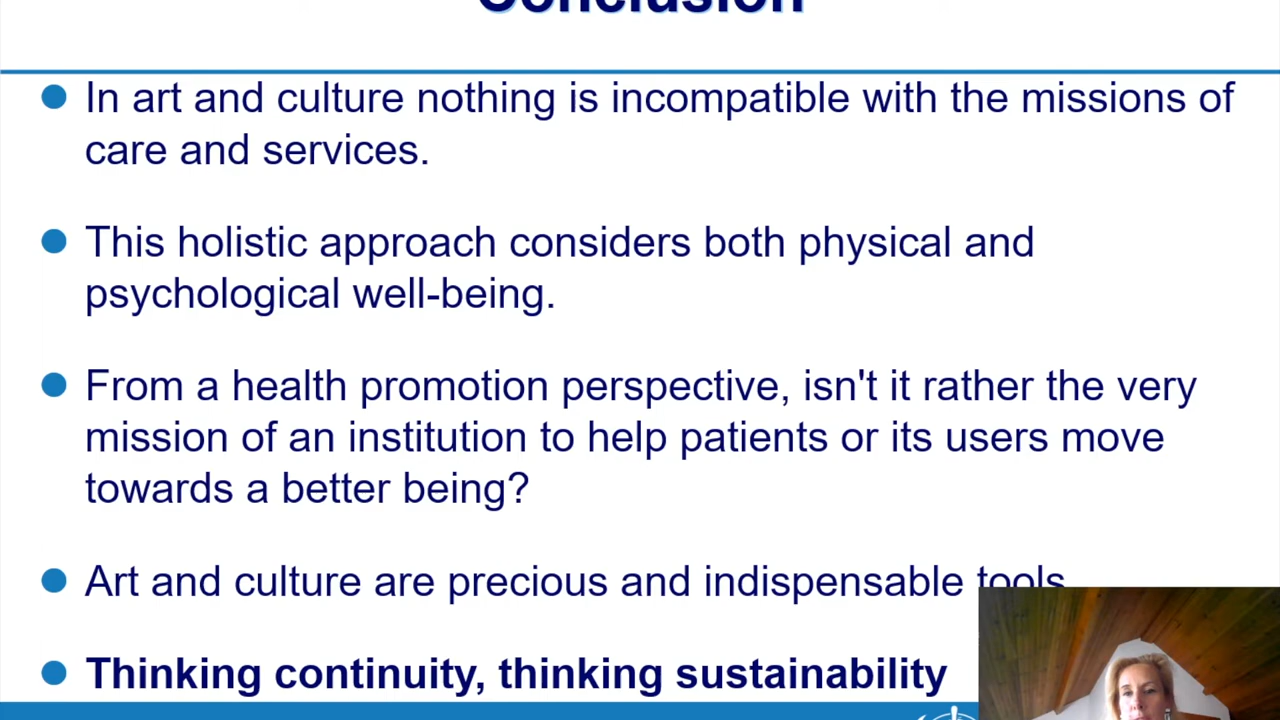 Conclusion
In art and culture nothing is incompatible with the missions of
care and services.
This holistic approach considers both physical and
psychological well-being.
From a health promotion perspective, isn't it rather the very
mission of an institution to help patients or its users move
towards a better being?
Art and culture are precious and indispensable tools
Thinking continuity, thinking sustainability